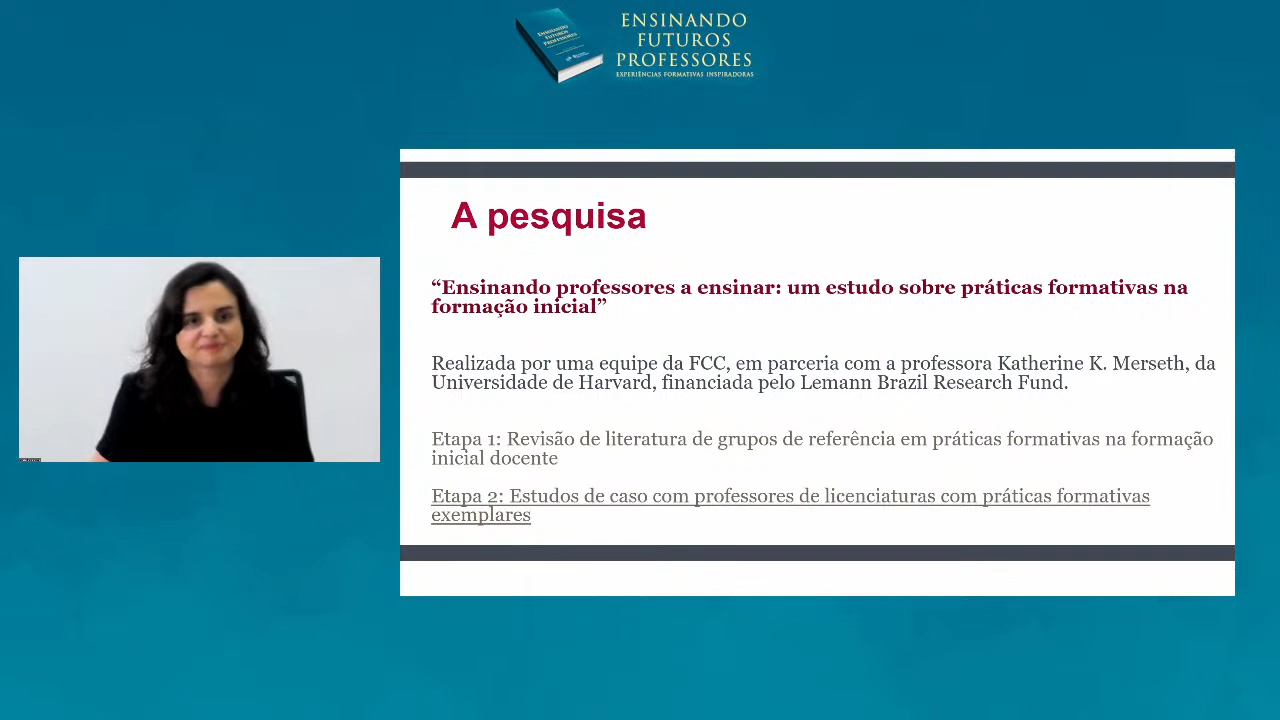 ENSINANDO
FUTUROS
PROFESSORES
EXPERIÊNCIAS FORMATIVAS INSPIRADORAS
ENSINANDO
FUTUROS
PROFESSORES
A pesquisa
“Ensinando professores a ensinar: um estudo sobre práticas formativas na
formação inicial”
Realizada por uma equipe da FCC, em parceria com a professora Katherine K. Merseth, da
Universidade de Harvard, financiada pelo Lemann Brazil Research Fund.
Etapa 1: Revisão de literatura de grupos de referência em práticas formativas na formação
inicial docente
Etapa 2: Estudos de caso com professores de licenciaturas com práticas formativas
exemplares